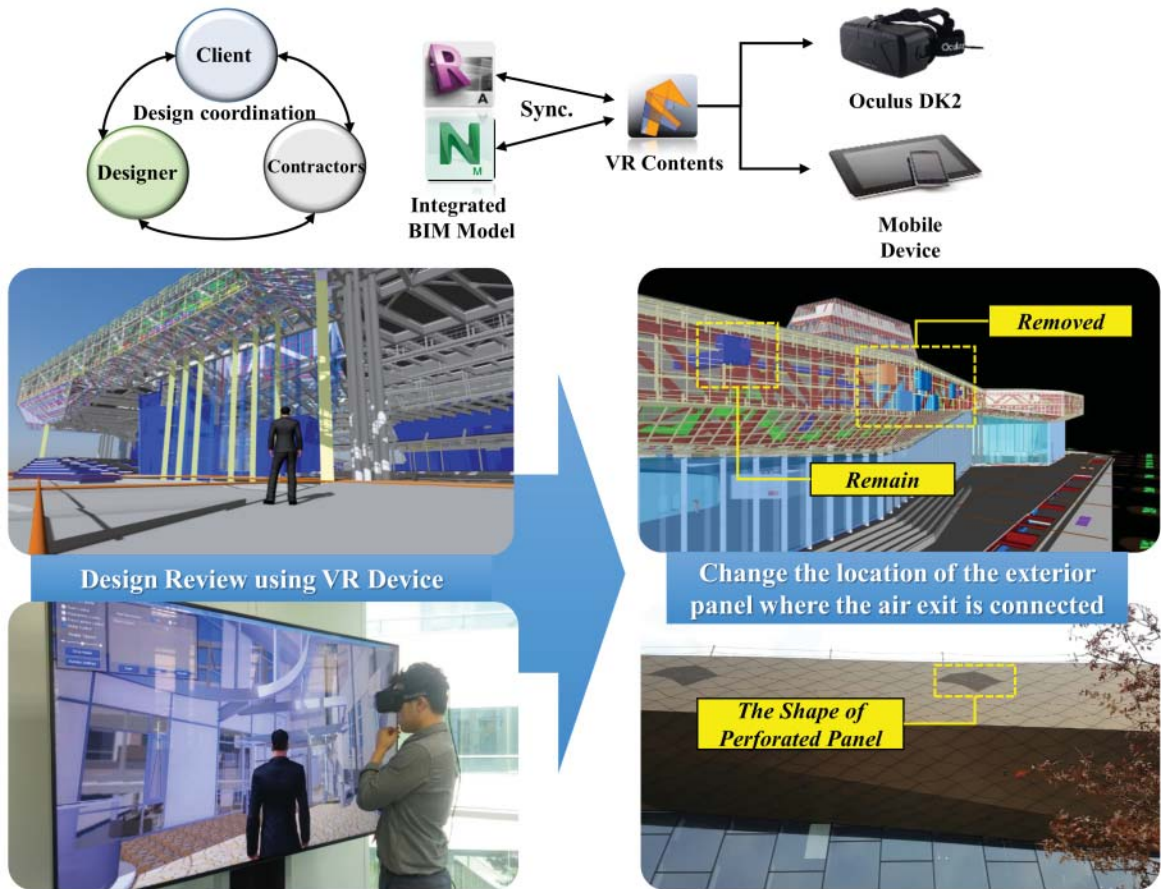 Client
Design coordination
Designer
Contractors
R
A
N
M
Sync.
Integrated
BIM Model
VR Contents
Oculus DK2
Mobile
Device
Removed
Remain
Design Review using VR Device
Change the location of the exterior
panel where the air exit is connected
The Shape of
Perforated Panel